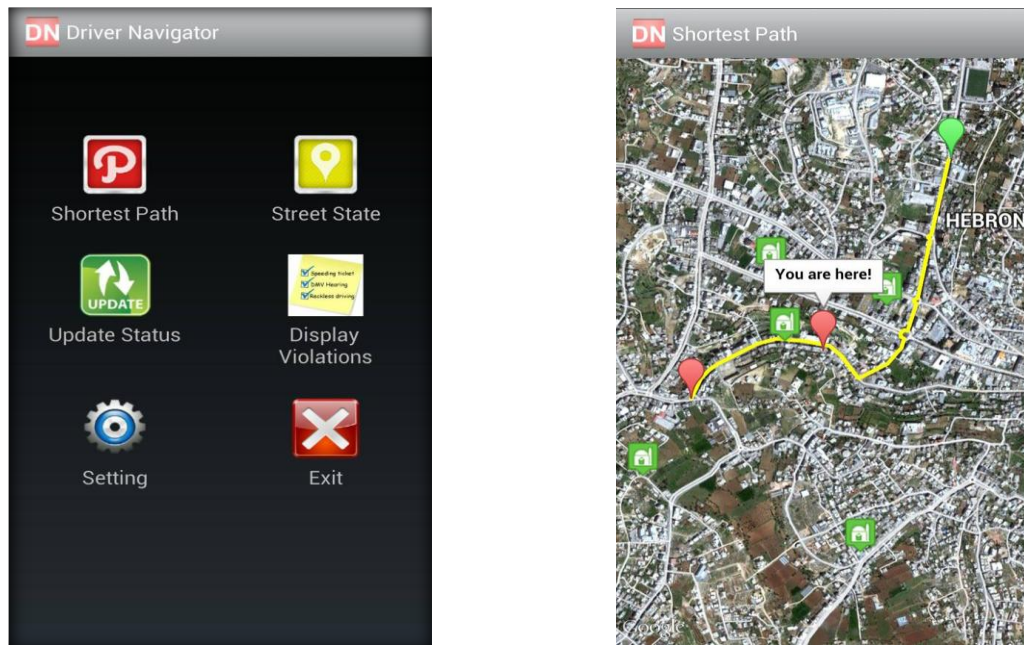 DN Driver Navigator
Shortest Path
Street State
UPDATE
Update Status
Speeding ticket
DMV Hearing
Reckless driving
Display
Violations
Setting
Exit
DN Shortest Path
HEBRON
You are here!
Google